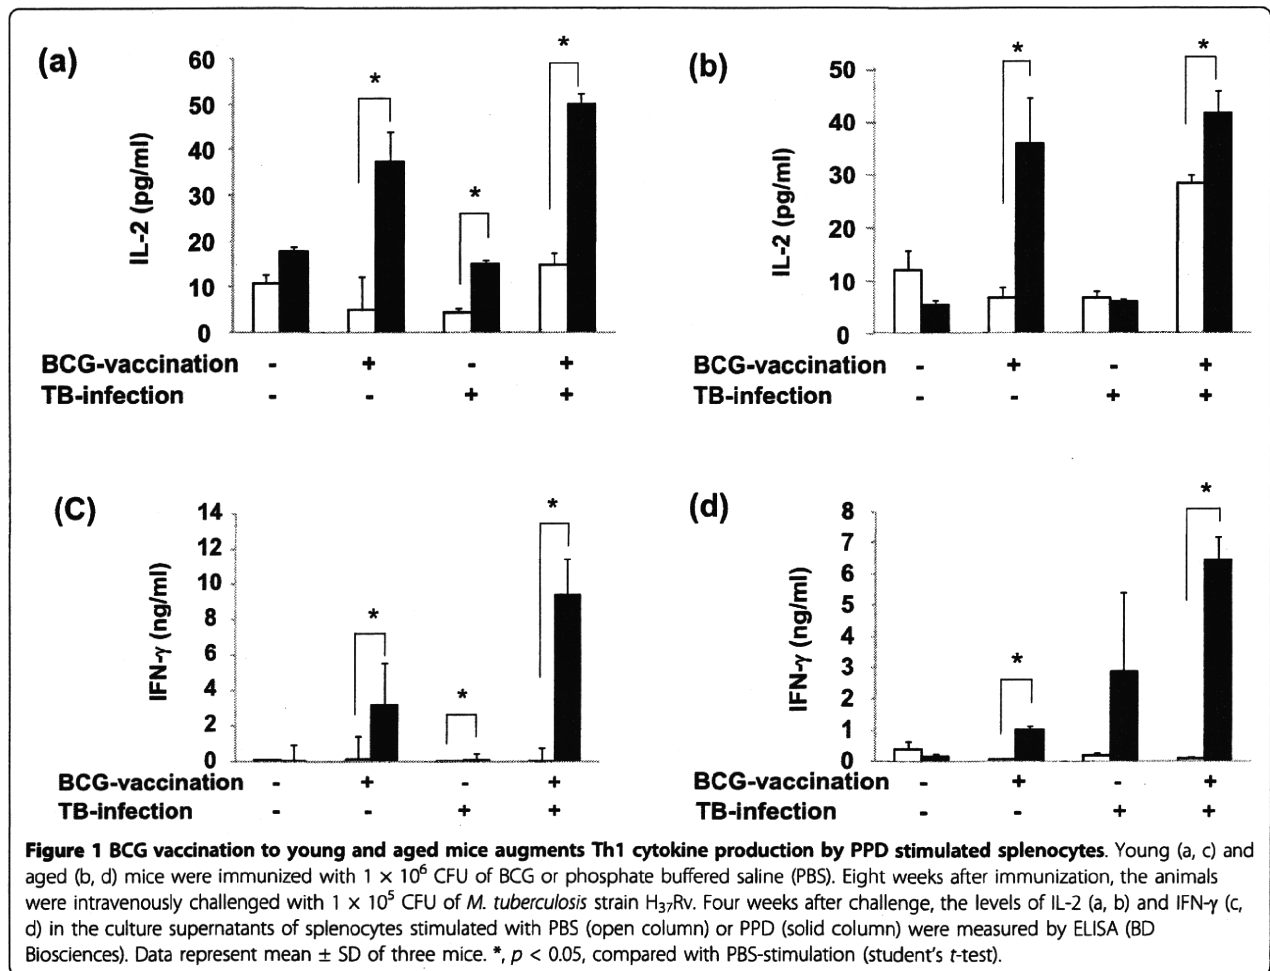 (a)
60
50
40
30
20
10
0
IL-2 (pg/ml)
*
*
*
BCG-vaccination - + - +
TB-infection - - + +
(b)
50
40
30
20
10
0
IL-2 (pg/ml)
*
*
BCG-vaccination - + - +
TB-infection - - + +
(C)
14
12
10
8
6
4
2
0
IFN-γ (ng/ml)
*
*
*
BCG-vaccination - + - +
TB-infection - - + +
(d)
8
7
6
5
4
3
2
1
0
IFN-γ (ng/ml)
*
*
BCG-vaccination - + - +
TB-infection - - + +
Figure 1 BCG vaccination to young and aged mice augments Th1 cytokine production by PPD stimulated splenocytes. Young (a, c) and
aged (b, d) mice were immunized with 1 × 10⁶ CFU of BCG or phosphate buffered saline (PBS). Eight weeks after immunization, the animals
were intravenously challenged with 1 × 10⁵ CFU of M. tuberculosis strain H₃₇Rv. Four weeks after challenge, the levels of IL-2 (a, b) and IFN-γ (c,
d) in the culture supernatants of splenocytes stimulated with PBS (open column) or PPD (solid column) were measured by ELISA (BD
Biosciences). Data represent mean ± SD of three mice. *, p < 0.05, compared with PBS-stimulation (student's t-test).